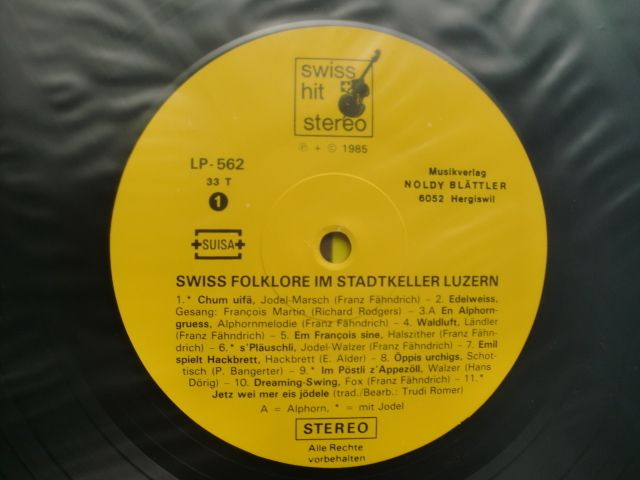 swiss
hit
stereo
℗ + © 1985
LP-562
33 T
1
Musikverlag
NOLDY BLÄTTLER
6052 Hergiswil
+SUISA+
SWISS FOLKLORE IM STADTKELLER LUZERN
1.* Chum uifä, Jodel-Marsch (Franz Fähndrich) – 2. Edelweiss,
Gesang: François Martin (Richard Rodgers) – 3.A En Alphorn-
gruess, Alphornmelodie (Franz Fähndrich) – 4. Waldluft, Ländler
(Franz Fähndrich) – 5. Em François sine, Halszither (Franz Fähn-
drich) – 6.* s'Pläuschli, Jodel-Walzer (Franz Fähndrich) – 7. Emil
spielt Hackbrett, Hackbrett (E. Alder) – 8. Öppis urchigs, Schot-
tisch (P. Bangerter) – 9.* Im Pöstli z'Appezöll, Walzer (Hans
Dörig) – 10. Dreaming-Swing, Fox (Franz Fähndrich) – 11.*
Jetz wei mer eis jödele (trad./Bearb.: Trudi Romer)
A = Alphorn, * = mit Jodel
STEREO
Alle Rechte
vorbehalten